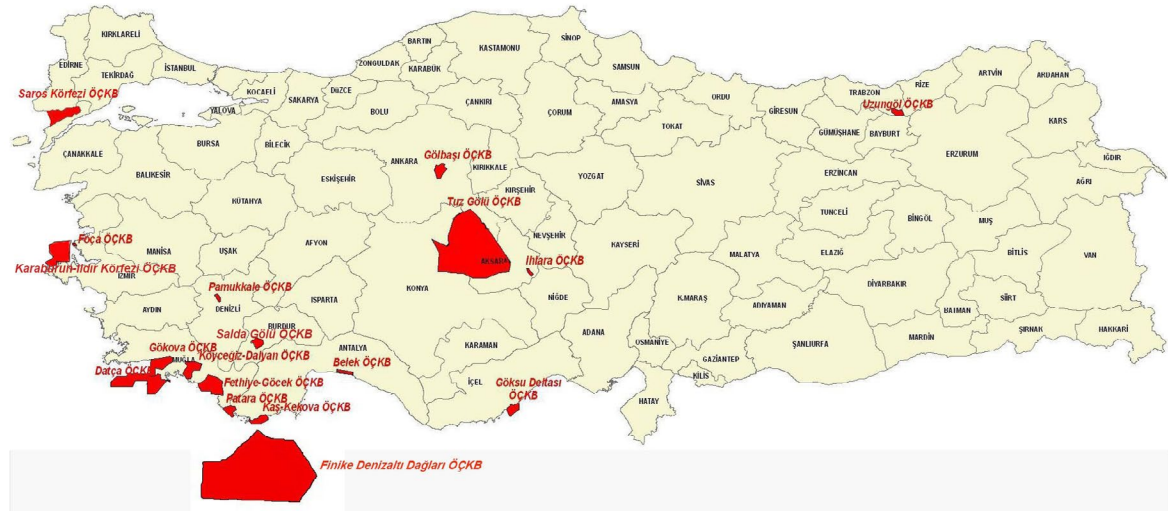 KIRKLARELİ
EDİRNE
TEKİRDAĞ
İSTANBUL
Saros Körfezi ÖÇKB
KOCAELİ
YALOVA
SAKARYA
DÜZCE
ZONGULDAK
BARTIN
KARABÜK
KASTAMONU
SİNOP
SAMSUN
BOLU
ÇANKIRI
ÇORUM
AMASYA
ORDU
TOKAT
GİRESUN
TRABZON
RİZE
ARTVİN
ARDAHAN
Uzungöl ÖÇKB
GÜMÜŞHANE
BAYBURT
KARS
IĞDIR
ÇANAKKALE
BALIKESİR
BURSA
BİLECİK
ESKİŞEHİR
ANKARA
Gölbaşı ÖÇKB
KIRIKKALE
KIRŞEHİR
YOZGAT
SİVAS
ERZİNCAN
ERZURUM
AĞRI
KÜTAHYA
Tuz Gölü ÖÇKB
TUNCELİ
BİNGÖL
MUŞ
Foça ÖÇKB
MANİSA
UŞAK
AFYON
NEVŞEHİR
KAYSERİ
MALATYA
ELAZIĞ
BİTLİS
VAN
Karaburun-Ildır Körfezi ÖÇKB
İZMİR
AKSARAY
Ihlara ÖÇKB
KONYA
Pamukkale ÖÇKB
DENİZLİ
ISPARTA
NİĞDE
K.MARAŞ
ADIYAMAN
DİYARBAKIR
BATMAN
SİİRT
AYDIN
BURDUR
Salda Gölü ÖÇKB
ANTALYA
KARAMAN
ADANA
OSMANİYE
GAZİANTEP
KİLİS
ŞANLIURFA
MARDİN
ŞIRNAK
HAKKARİ
Gökova ÖÇKB
MUĞLA
Köyceğiz-Dalyan ÖÇKB
Datça ÖÇKB
Belek ÖÇKB
Fethiye-Göcek ÖÇKB
İÇEL
Göksu Deltası
ÖÇKB
HATAY
Patara ÖÇKB
Kaş-Kekova ÖÇKB
Finike Denizaltı Dağları ÖÇKB